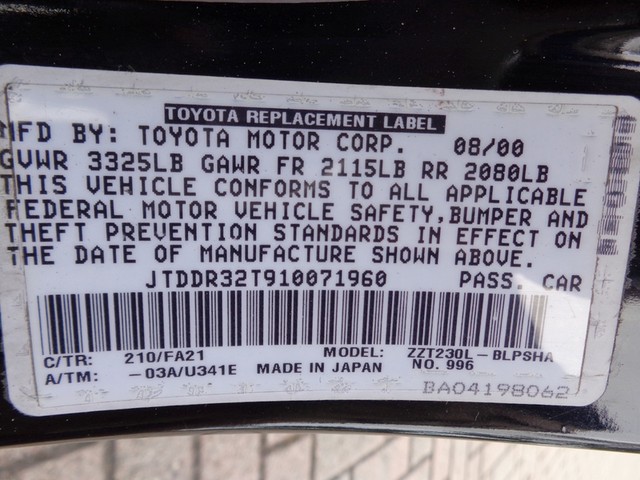 TOYOTA REPLACEMENT LABEL
MFD BY: TOYOTA MOTOR CORP. 08/00
GVWR 3325LB GAWR FR 2115LB RR 2080LB
THIS VEHICLE CONFORMS TO ALL APPLICABLE
FEDERAL MOTOR VEHICLE SAFETY, BUMPER AND
THEFT PREVENTION STANDARDS IN EFFECT ON
THE DATE OF MANUFACTURE SHOWN ABOVE.
JTDDR32T910071960 PASS. CAR
C/TR: 210/FA21 MODEL: ZZT230L-BLPSHA
A/TM: -03A/U341E MADE IN JAPAN NO. 996
BA04198062